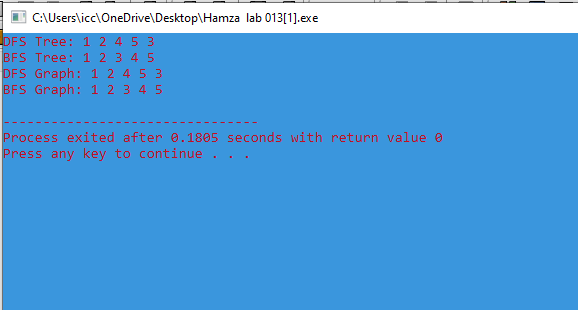 C:\Users\icc\OneDrive\Desktop\Hamza lab 013[1].exe
DFS Tree: 1 2 4 5 3
BFS Tree: 1 2 3 4 5
DFS Graph: 1 2 4 5 3
BFS Graph: 1 2 3 4 5
--------------------------------
Process exited after 0.1805 seconds with return value 0
Press any key to continue . . .